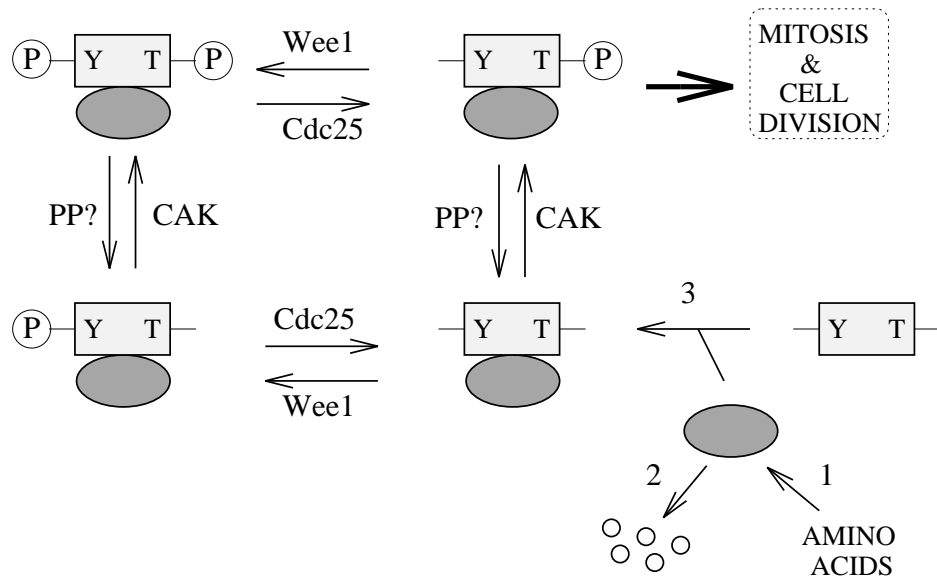 Wee1
MITOSIS
P Y T P
Y T P
&
CELL
Cdc25
DIVISION
PP? CAK
PP? CAK
3
P Y T
Cdc25
Y T
Y T
Wee1
2
1
AMINO
ACIDS